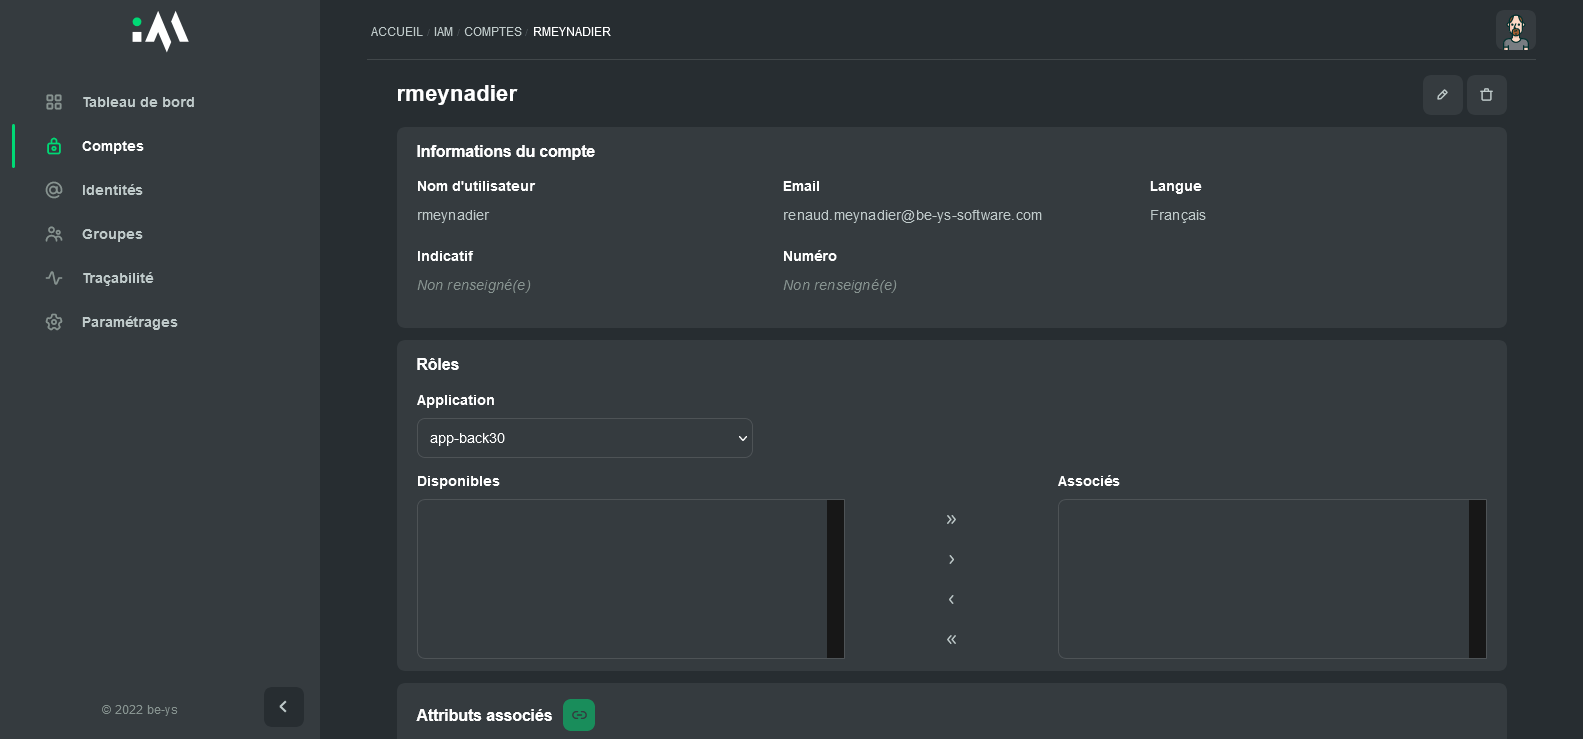 ACCUEIL / IAM / COMPTES / RMEYNADIER
Tableau de bord
Comptes
Identités
Groupes
Traçabilité
Paramétrages
© 2022 be-ys
rmeynadier
Informations du compte
Nom d'utilisateur Email Langue
rmeynadier renaud.meynadier@be-ys-software.com Français
Indicatif Numéro
Non renseigné(e) Non renseigné(e)
Rôles
Application
app-back30
Disponibles Associés
»
›
‹
«
Attributs associés